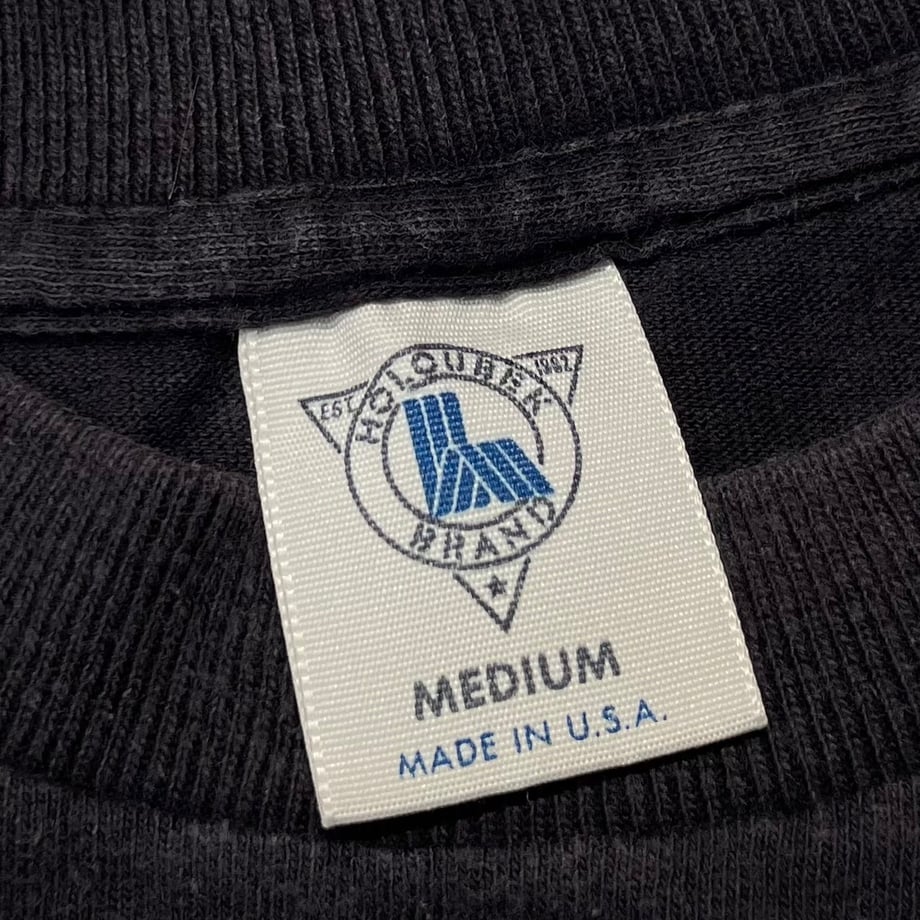 EST.
1962
HOLOUBEK
BRAND
MEDIUM
MADE IN U.S.A.